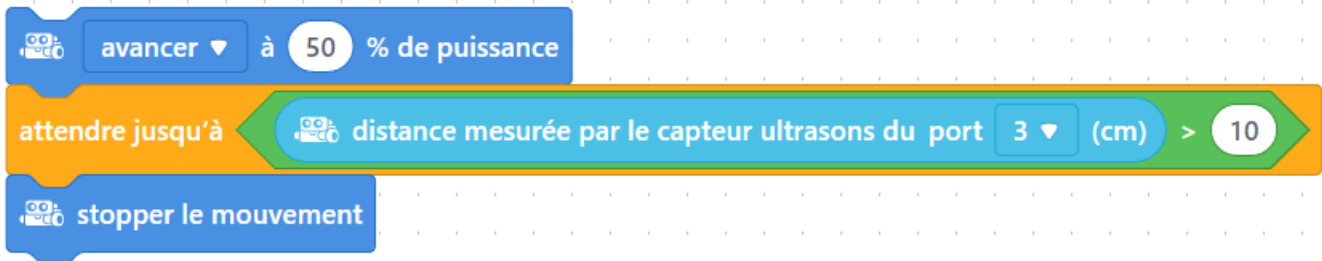 avancer à 50 % de puissance
attendre jusqu'à distance mesurée par le capteur ultrasons du port 3 (cm) > 10
stopper le mouvement